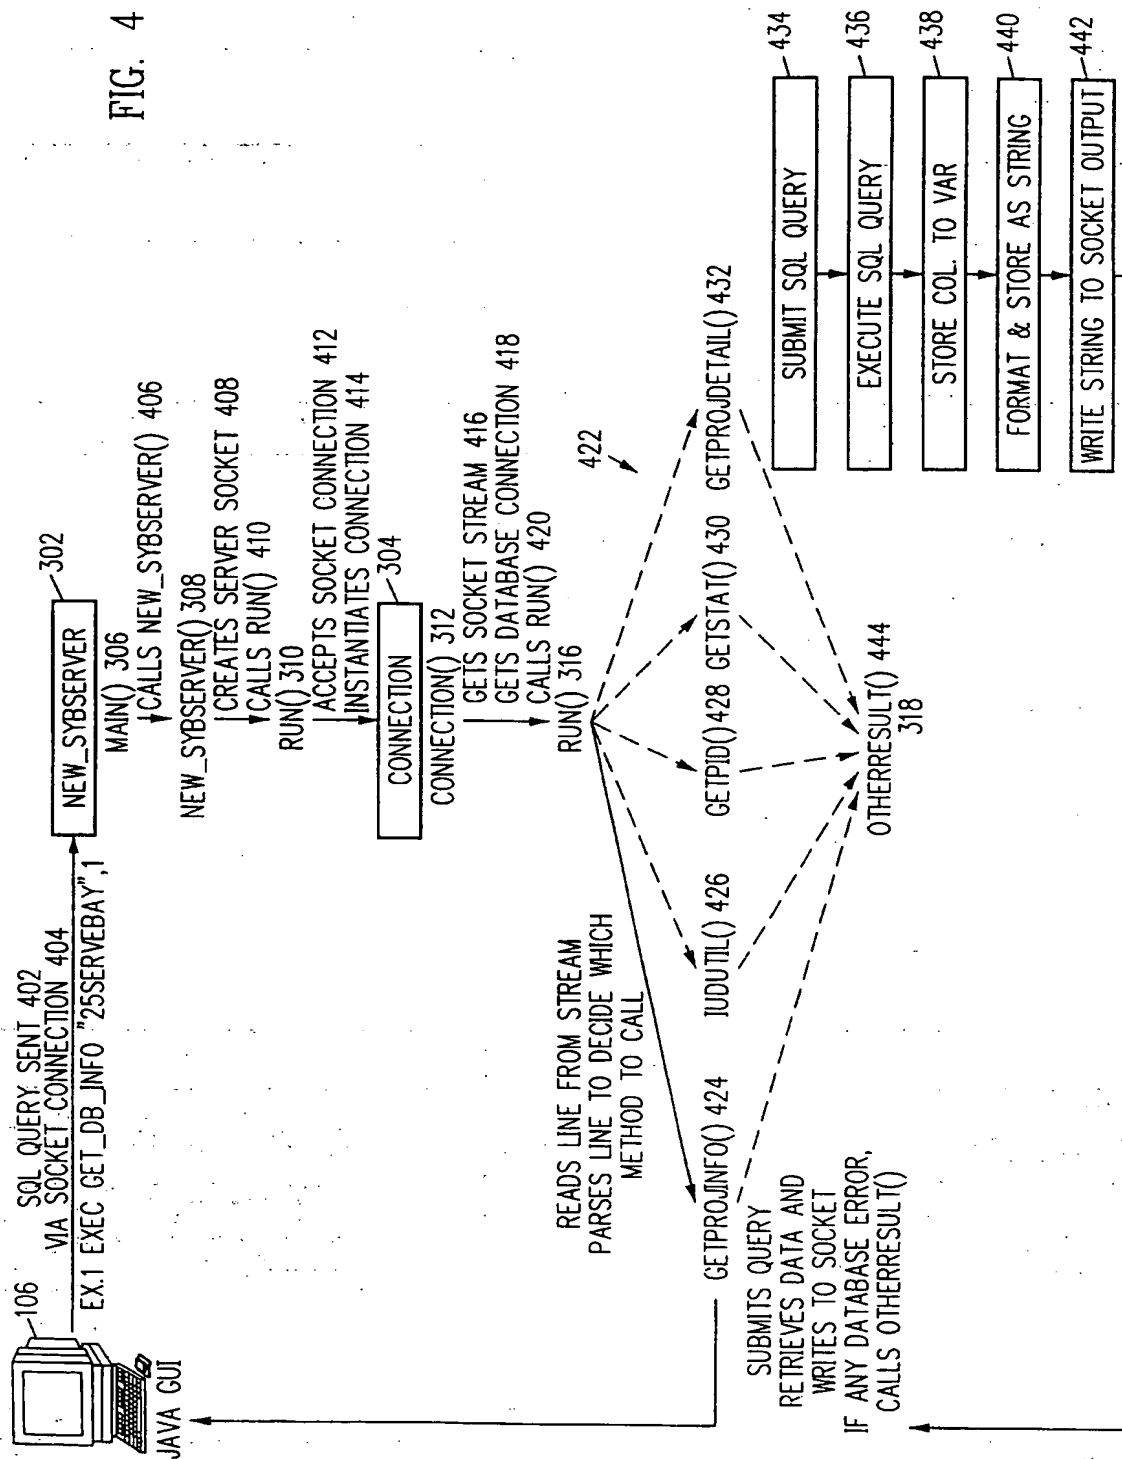 FIG. 4
106
JAVA GUI
SQL QUERY SENT 402
VIA SOCKET CONNECTION 404
EX.1 EXEC GET_DB_INFO "25SERVEBAY",1
302
NEW_SYBSERVER
MAIN() 306
CALLS NEW_SYBSERVER() 406
NEW_SYBSERVER() 308
CREATES SERVER SOCKET 408
CALLS RUN() 410
RUN() 310
ACCEPTS SOCKET CONNECTION 412
INSTANTIATES CONNECTION 414
304
CONNECTION
CONNECTION() 312
GETS SOCKET STREAM 416
GETS DATABASE CONNECTION 418
CALLS RUN() 420
RUN() 316
READS LINE FROM STREAM
PARSES LINE TO DECIDE WHICH
METHOD TO CALL
422
GETPROJINFO() 424
IUDUTIL() 426
GETPID() 428
GETSTAT() 430
GETPROJDETAIL() 432
SUBMITS QUERY
RETRIEVES DATA AND
WRITES TO SOCKET
IF ANY DATABASE ERROR,
CALLS OTHERRESULT()
OTHERRESULT() 444
318
SUBMIT SQL QUERY
434
EXECUTE SQL QUERY
436
STORE COL. TO VAR
438
FORMAT & STORE AS STRING
440
WRITE STRING TO SOCKET OUTPUT
442